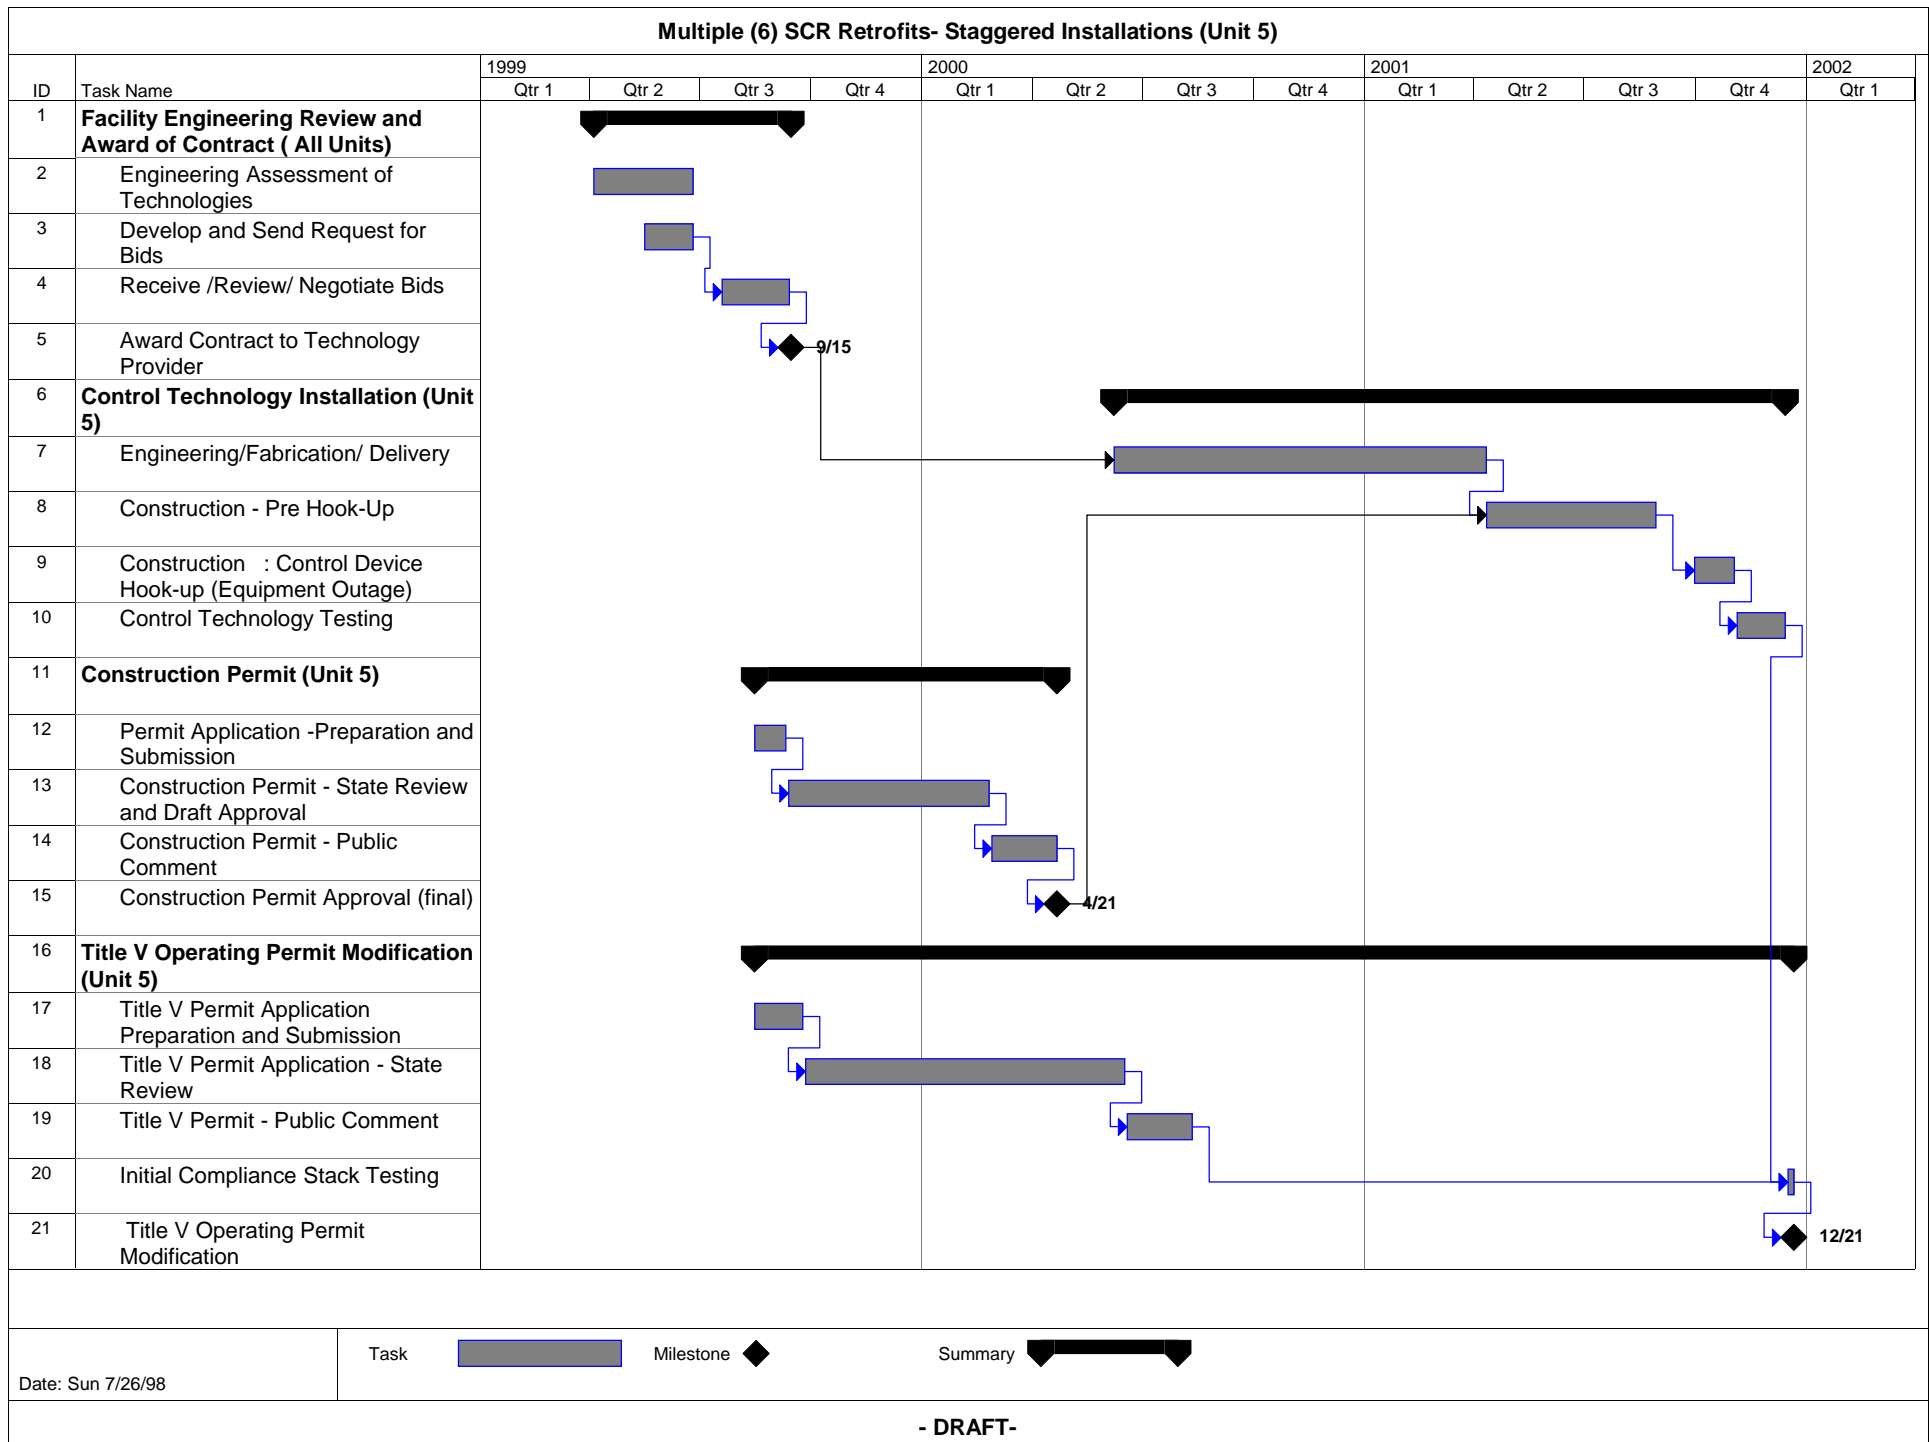 Multiple (6) SCR Retrofits- Staggered Installations (Unit 5)
1999 2000 2001 2002
ID Task Name Qtr 1 Qtr 2 Qtr 3 Qtr 4 Qtr 1 Qtr 2 Qtr 3 Qtr 4 Qtr 1 Qtr 2 Qtr 3 Qtr 4 Qtr 1
1 Facility Engineering Review and
Award of Contract ( All Units)
2 Engineering Assessment of
Technologies
3 Develop and Send Request for
Bids
4 Receive /Review/ Negotiate Bids
5 Award Contract to Technology
Provider
9/15
6 Control Technology Installation (Unit
5)
7 Engineering/Fabrication/ Delivery
8 Construction - Pre Hook-Up
9 Construction : Control Device
Hook-up (Equipment Outage)
10 Control Technology Testing
11 Construction Permit (Unit 5)
12 Permit Application -Preparation and
Submission
13 Construction Permit - State Review
and Draft Approval
14 Construction Permit - Public
Comment
15 Construction Permit Approval (final)
4/21
16 Title V Operating Permit Modification
(Unit 5)
17 Title V Permit Application
Preparation and Submission
18 Title V Permit Application - State
Review
19 Title V Permit - Public Comment
20 Initial Compliance Stack Testing
21 Title V Operating Permit
Modification
12/21
Task Milestone Summary
Date: Sun 7/26/98
- DRAFT-